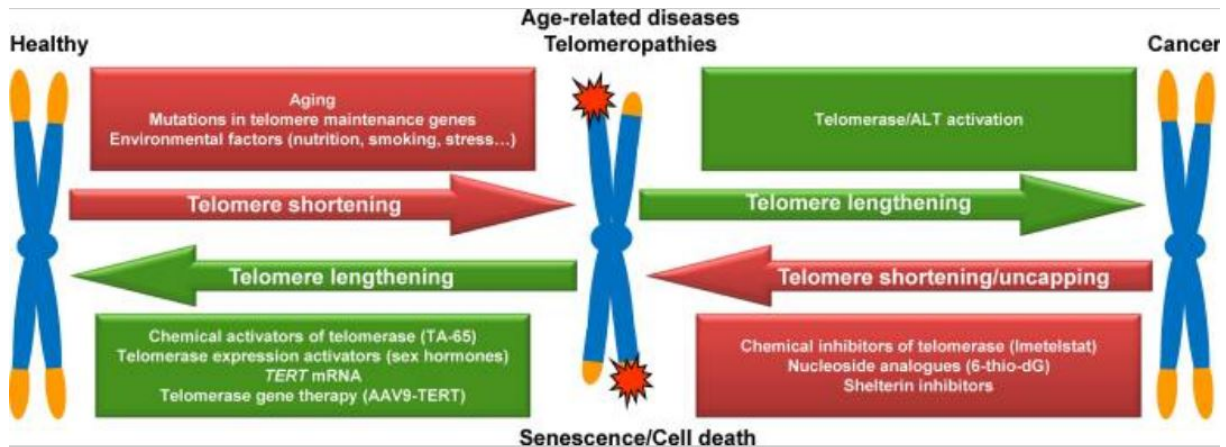 Age-related diseases
Healthy
Telomeropathies
Cancer
Aging
Mutations in telomere maintenance genes
Environmental factors (nutrition, smoking, stress...)
Telomerase/ALT activation
Telomere shortening
Telomere lengthening
Telomere lengthening
Telomere shortening/uncapping
Chemical activators of telomerase (TA-65)
Telomerase expression activators (sex hormones)
TERT mRNA
Telomerase gene therapy (AAV9-TERT)
Chemical inhibitors of telomerase (Imetelstat)
Nucleoside analogues (6-thio-dG)
Shelterin inhibitors
Senescence/Cell death